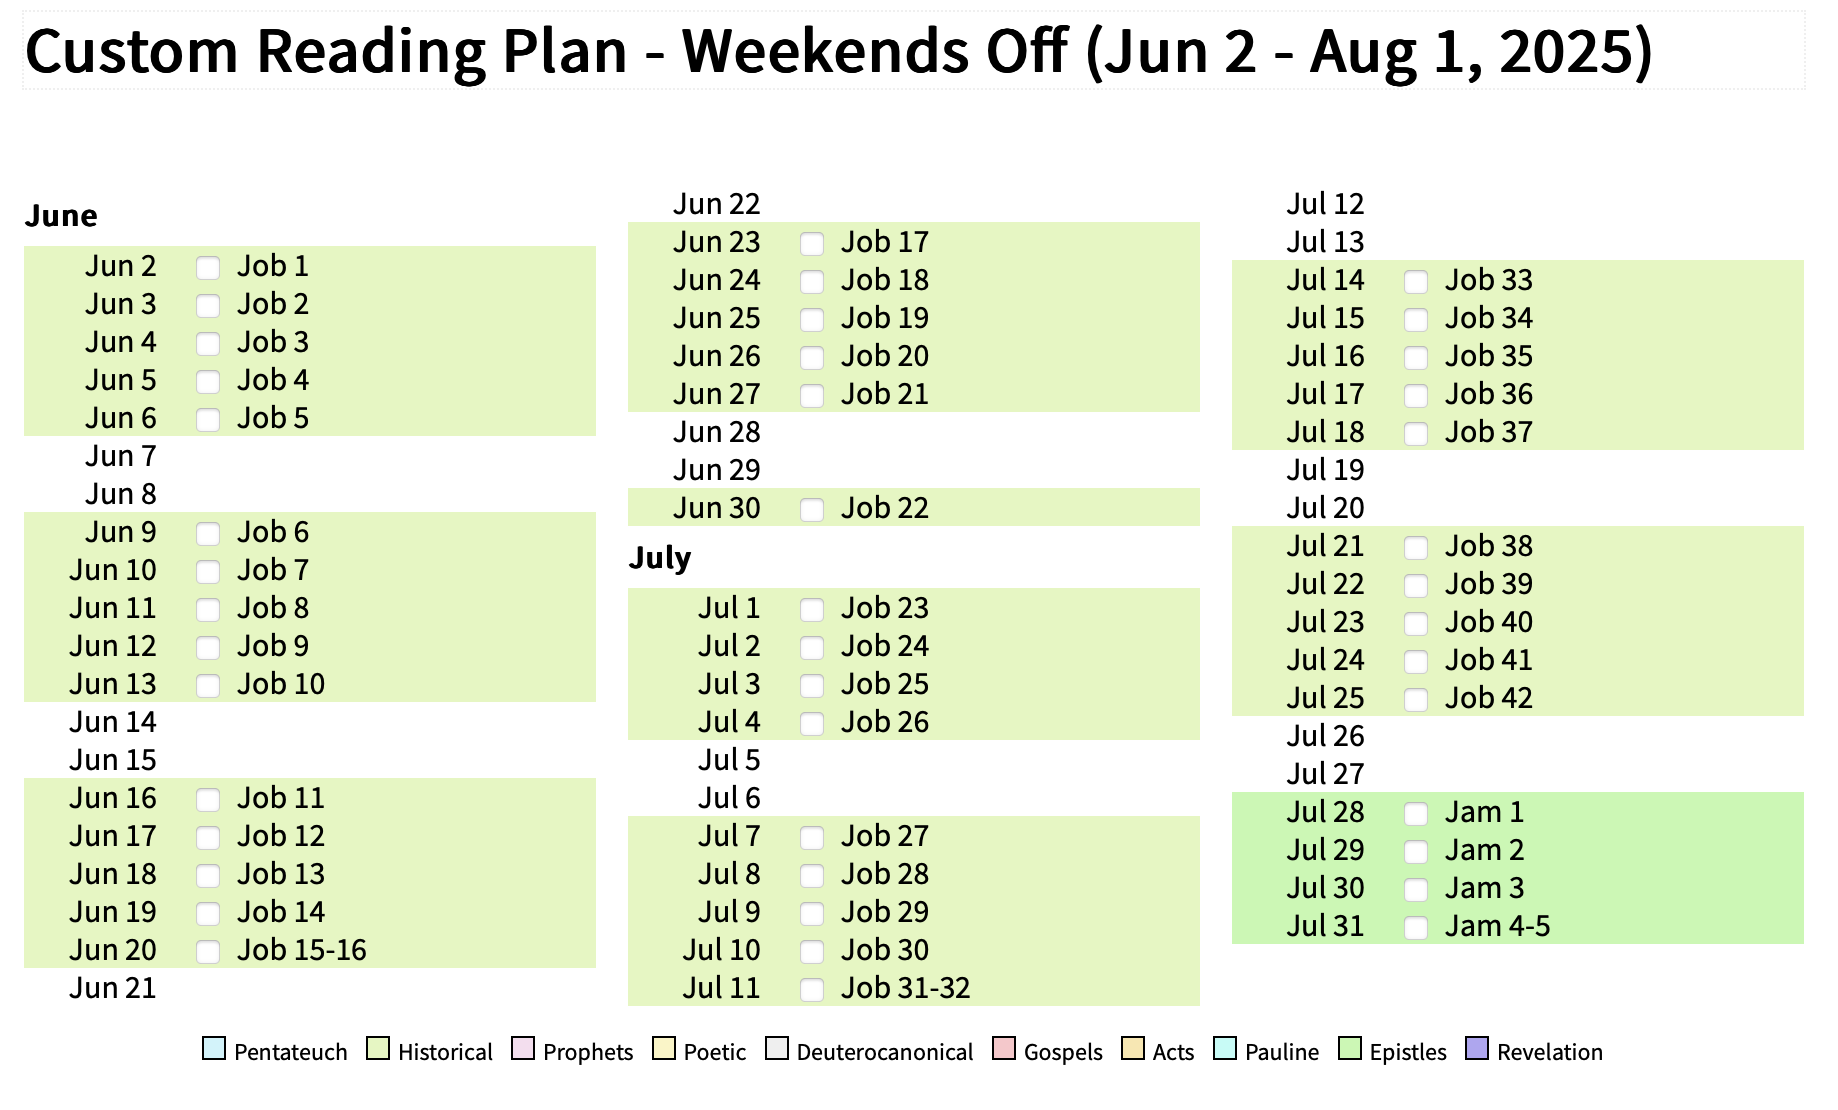 Custom Reading Plan - Weekends Off (Jun 2 - Aug 1, 2025)
June
Jun 2 Job 1
Jun 3 Job 2
Jun 4 Job 3
Jun 5 Job 4
Jun 6 Job 5
Jun 7
Jun 8
Jun 9 Job 6
Jun 10 Job 7
Jun 11 Job 8
Jun 12 Job 9
Jun 13 Job 10
Jun 14
Jun 15
Jun 16 Job 11
Jun 17 Job 12
Jun 18 Job 13
Jun 19 Job 14
Jun 20 Job 15-16
Jun 21
Jun 22
Jun 23 Job 17
Jun 24 Job 18
Jun 25 Job 19
Jun 26 Job 20
Jun 27 Job 21
Jun 28
Jun 29
Jun 30 Job 22
July
Jul 1 Job 23
Jul 2 Job 24
Jul 3 Job 25
Jul 4 Job 26
Jul 5
Jul 6
Jul 7 Job 27
Jul 8 Job 28
Jul 9 Job 29
Jul 10 Job 30
Jul 11 Job 31-32
Jul 12
Jul 13
Jul 14 Job 33
Jul 15 Job 34
Jul 16 Job 35
Jul 17 Job 36
Jul 18 Job 37
Jul 19
Jul 20
Jul 21 Job 38
Jul 22 Job 39
Jul 23 Job 40
Jul 24 Job 41
Jul 25 Job 42
Jul 26
Jul 27
Jul 28 Jam 1
Jul 29 Jam 2
Jul 30 Jam 3
Jul 31 Jam 4-5
Pentateuch Historical Prophets Poetic Deuterocanonical Gospels Acts Pauline Epistles Revelation